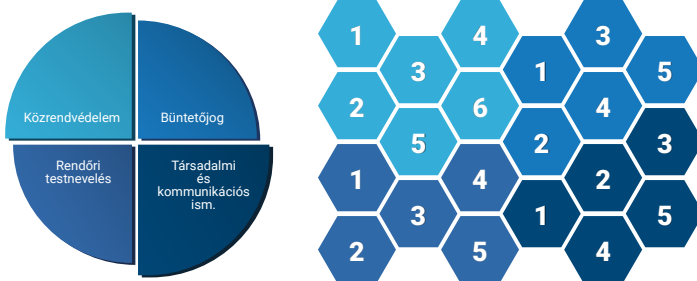 Közrendvédelem
Büntetőjog
Rendőri
testnevelés
Társadalmi
és
kommunikációs
ism.
1
4
3
3
1
5
2
6
4
5
2
3
1
4
2
3
1
5
2
5
4